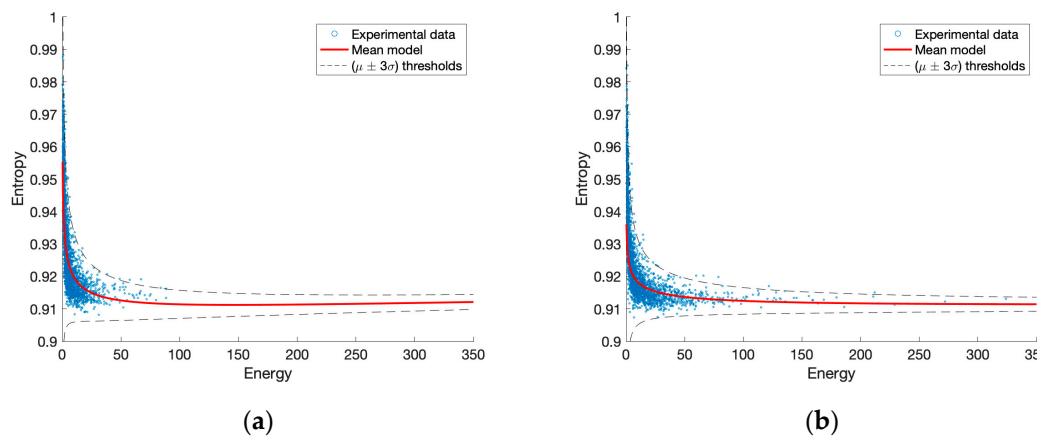 1
0.99
0.98
0.97
0.96
0.95
0.94
0.93
0.92
0.91
0.9
Entropy
0 50 100 150 200 250 300 350
Energy
Experimental data
Mean model
(μ ± 3σ) thresholds
(a)
1
0.99
0.98
0.97
0.96
0.95
0.94
0.93
0.92
0.91
0.9
Entropy
0 50 100 150 200 250 300 35
Energy
Experimental data
Mean model
(μ ± 3σ) thresholds
(b)